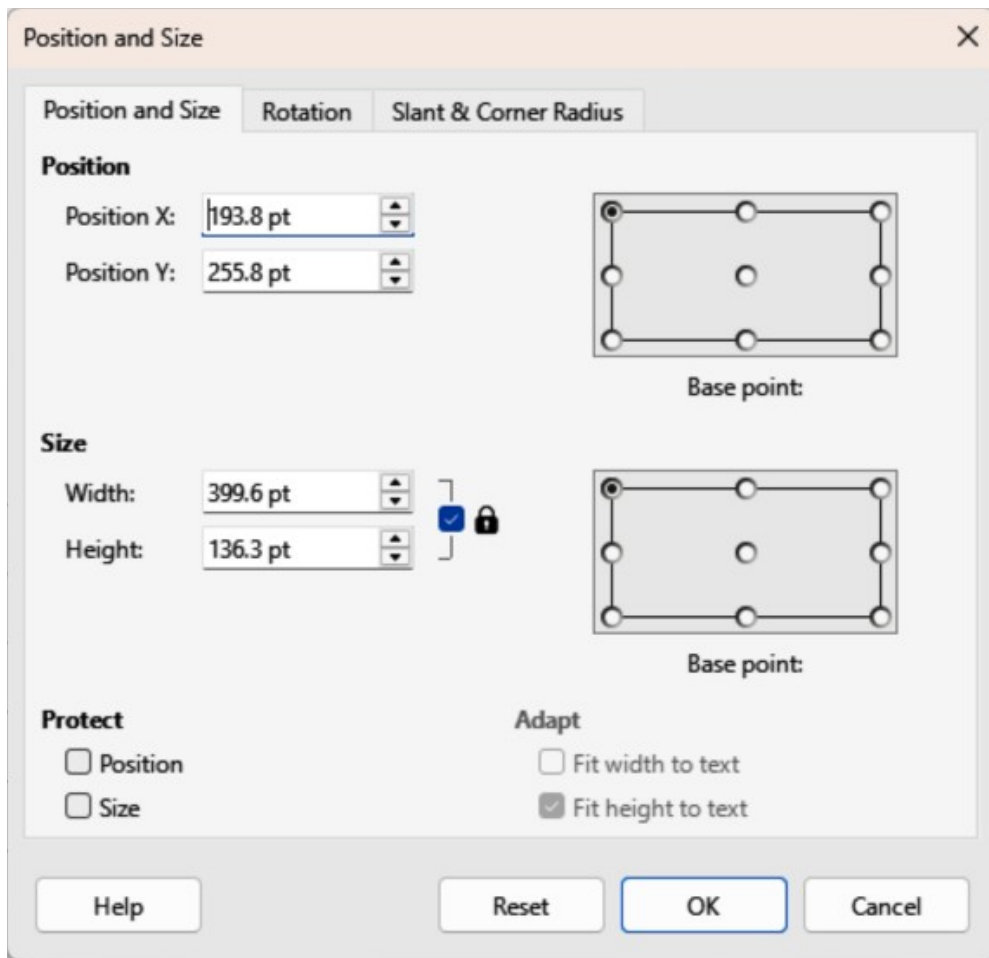 Position and Size
Position and Size Rotation Slant & Corner Radius
Position
Position X: 193.8 pt
Position Y: 255.8 pt
Base point:
Size
Width: 399.6 pt
Height: 136.3 pt
Base point:
Protect Adapt
Position Fit width to text
Size Fit height to text
Help Reset OK Cancel